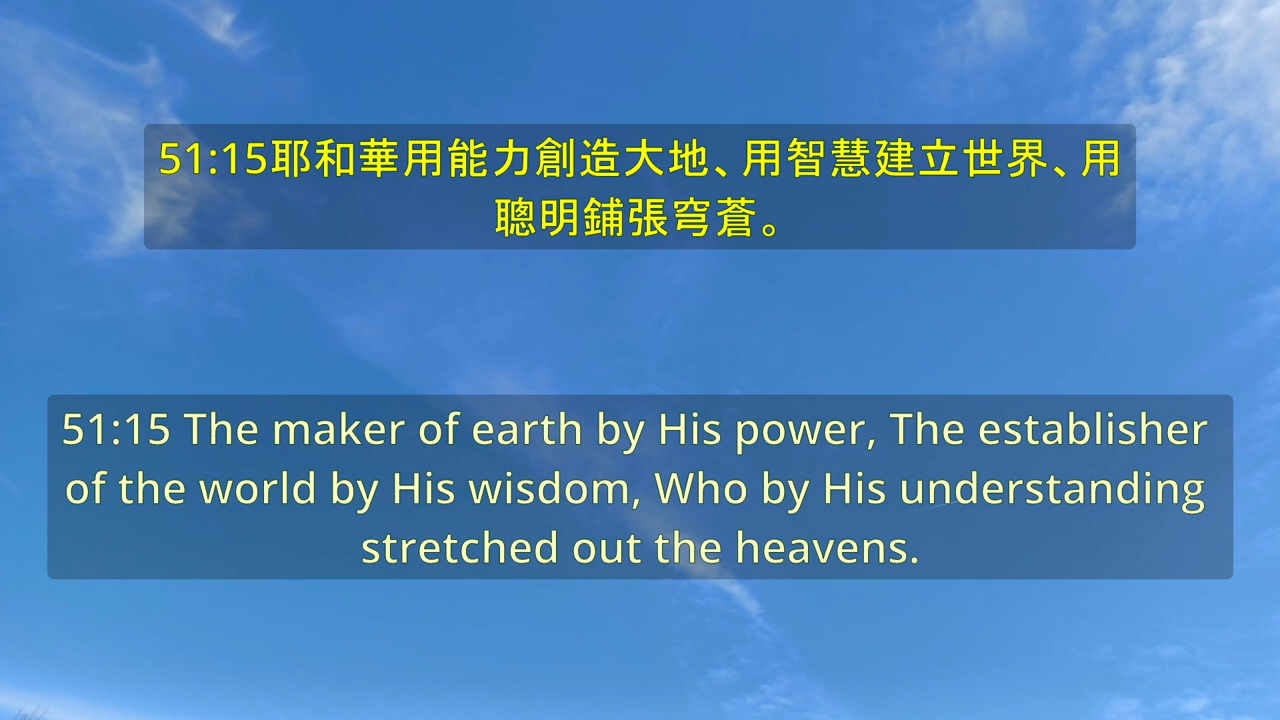 51:15耶和華用能力創造大地、用智慧建立世界、用
聰明鋪張穹蒼。
51:15 The maker of earth by His power, The establisher
of the world by His wisdom, Who by His understanding
stretched out the heavens.